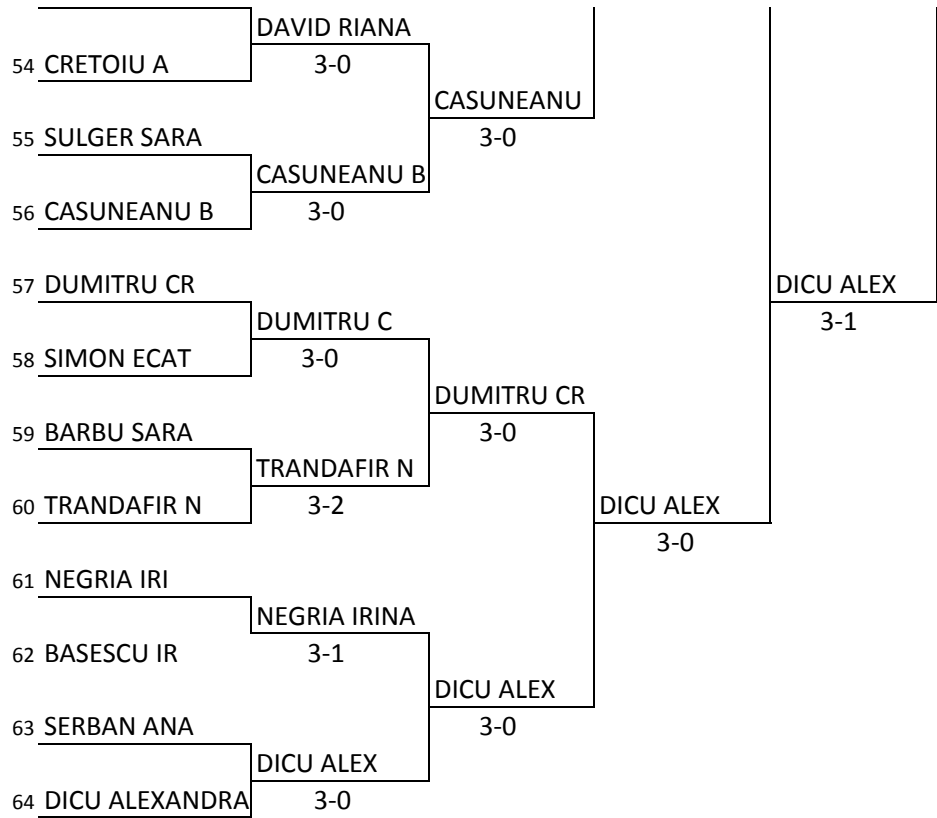 DAVID RIANA
54 CRETOIU A 3-0
CASUNEANU
55 SULGER SARA 3-0
CASUNEANU B
56 CASUNEANU B 3-0
57 DUMITRU CR DICU ALEX
DUMITRU C 3-1
58 SIMON ECAT 3-0
DUMITRU CR
59 BARBU SARA 3-0
TRANDAFIR N
60 TRANDAFIR N 3-2 DICU ALEX
3-0
61 NEGRIA IRI
NEGRIA IRINA
62 BASESCU IR 3-1
DICU ALEX
63 SERBAN ANA 3-0
DICU ALEX
64 DICU ALEXANDRA 3-0